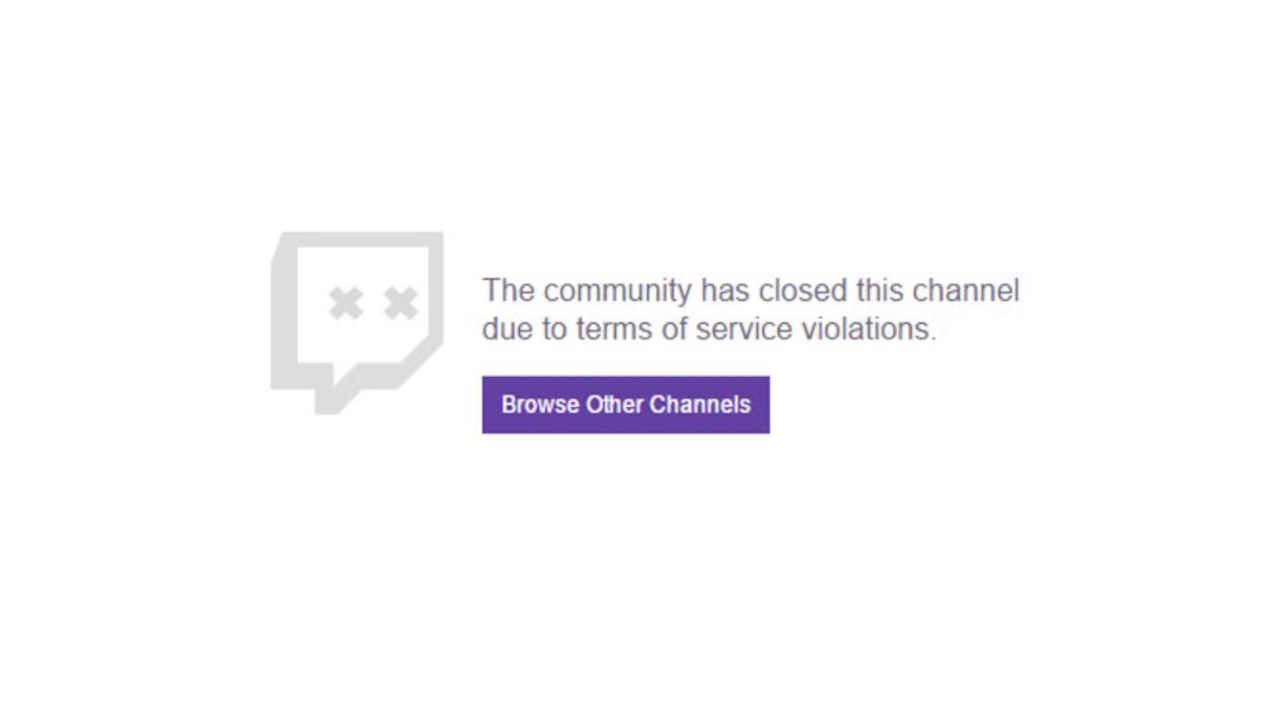 The community has closed this channel
due to terms of service violations.
Browse Other Channels